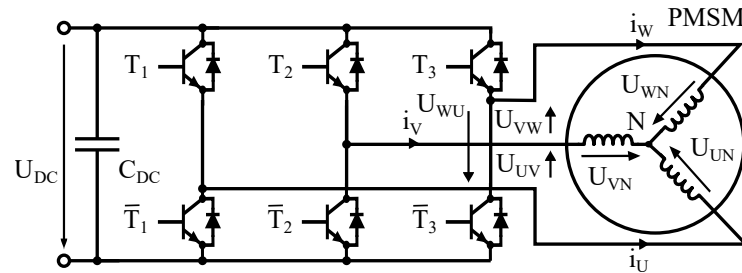 i_W PMSM
T_1 T_2 T_3
U_WU U_WN
i_V U_VW N
U_DC C_DC U_UV U_UN
U_VN
T̅_1 T̅_2 T̅_3
i_U